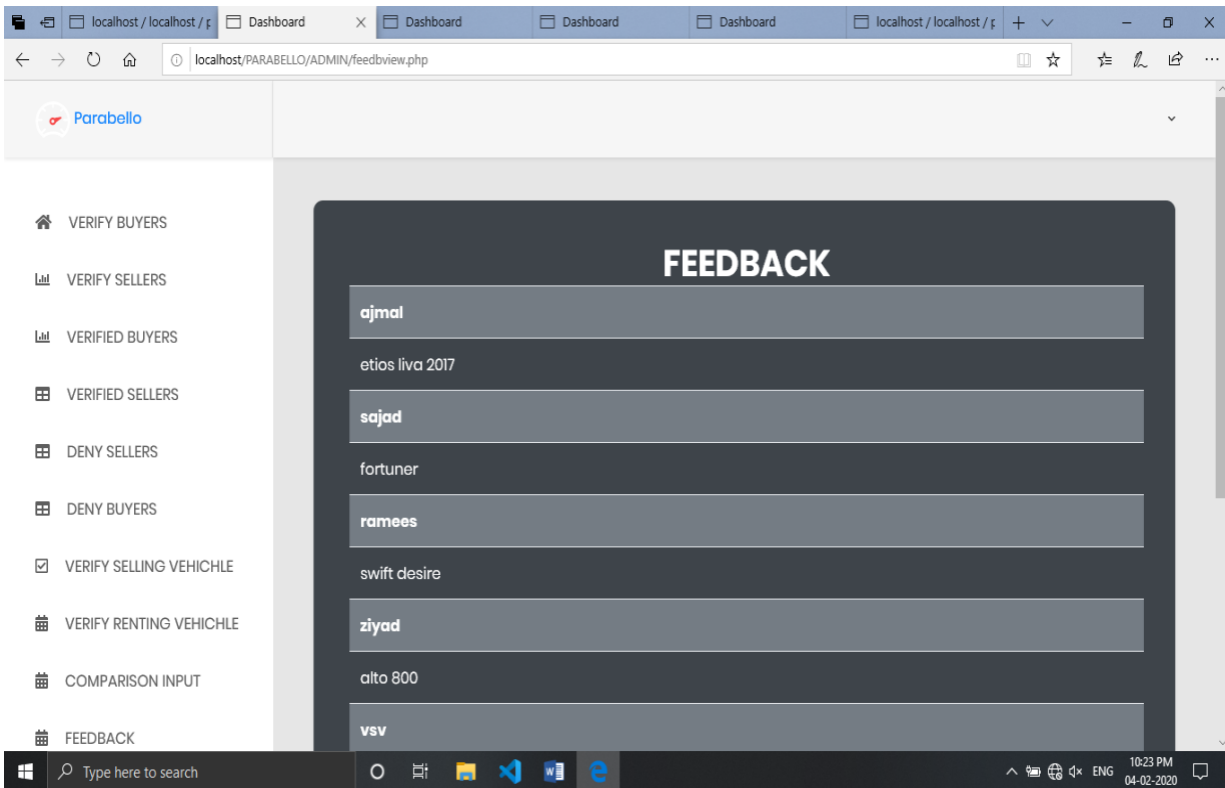 localhost / localhost / p
Dashboard
Dashboard
Dashboard
Dashboard
localhost / localhost / p
localhost/PARABELLO/ADMIN/feedbview.php
Parabello
VERIFY BUYERS
VERIFY SELLERS
VERIFIED BUYERS
VERIFIED SELLERS
DENY SELLERS
DENY BUYERS
VERIFY SELLING VEHICHLE
VERIFY RENTING VEHICHLE
COMPARISON INPUT
FEEDBACK
FEEDBACK
ajmal
etios liva 2017
sajad
fortuner
ramees
swift desire
ziyad
alto 800
vsv
Type here to search
ENG
10:23 PM
04-02-2020